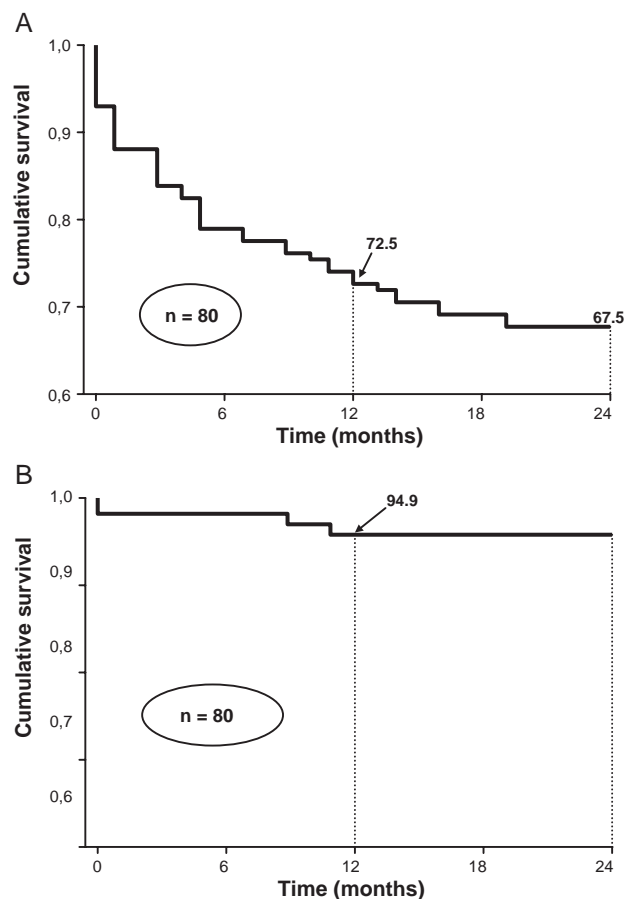 A
1,0
0,9
0,8
0,7
0,6
Cumulative survival
72.5
67.5
n = 80
0 6 12 18 24
Time (months)
B
1,0
0,9
0,8
0,7
0,6
Cumulative survival
94.9
n = 80
0 6 12 18 24
Time (months)